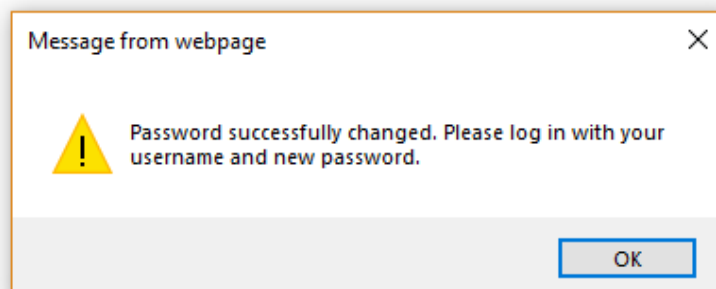 Message from webpage
Password successfully changed. Please log in with your
username and new password.
OK